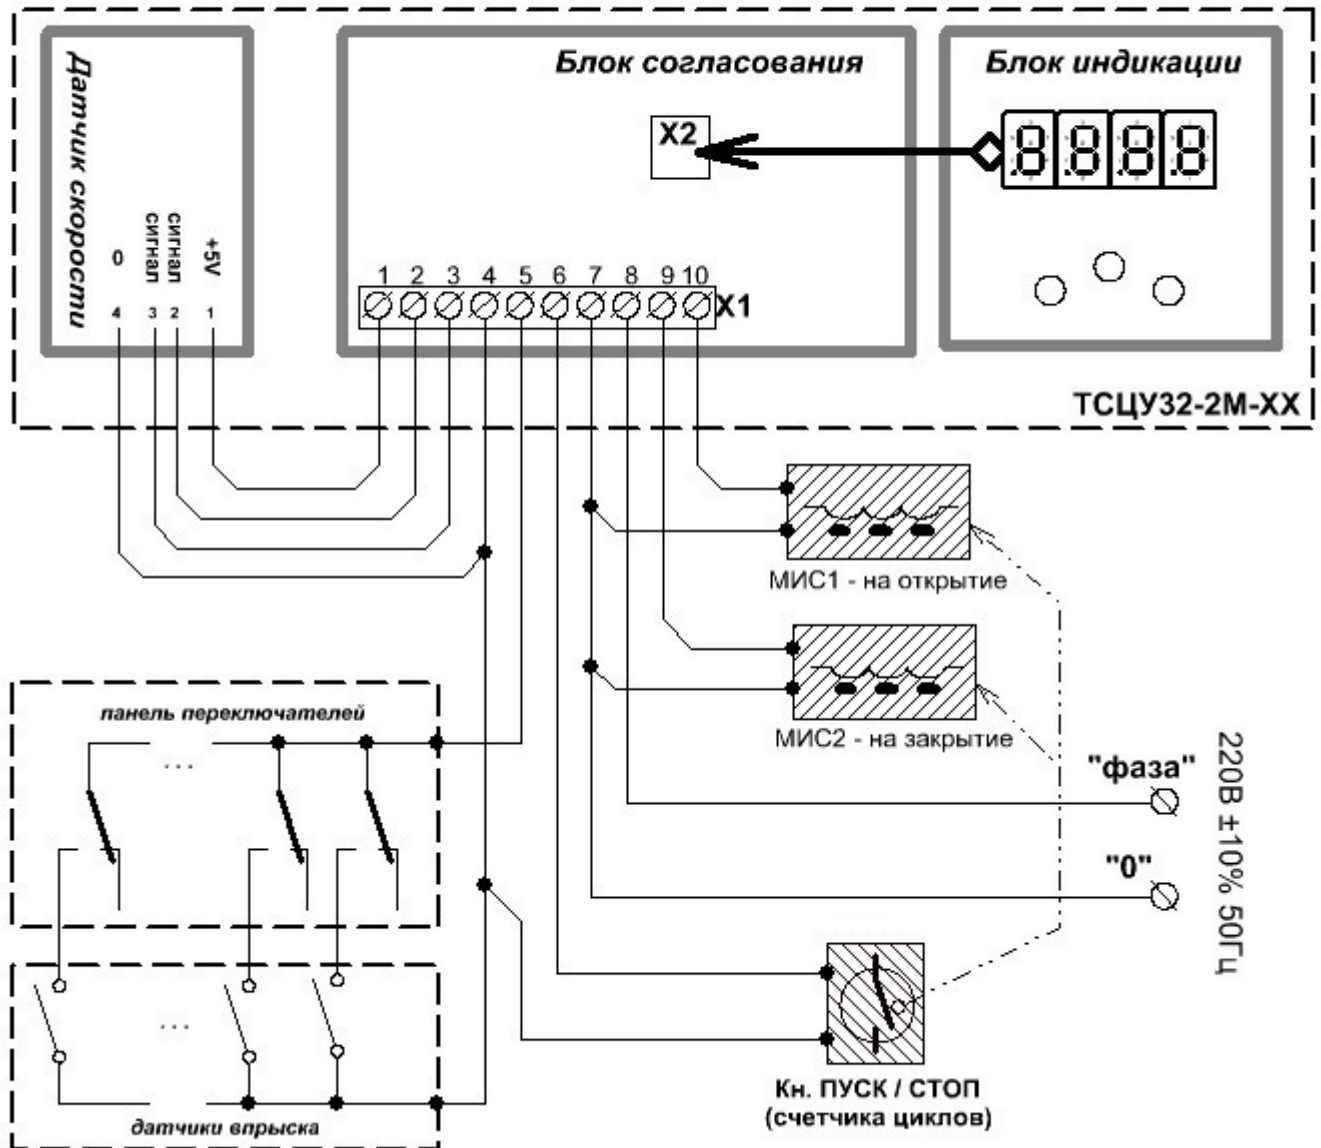 Датчик скорости
0
сигнал
сигнал
+5V
4
3
2
1
Блок согласования
X2
1 2 3 4 5 6 7 8 9 10
X1
Блок индикации
8.8.8.8
ТСЦУ32-2М-ХХ
МИС1 - на открытие
МИС2 - на закрытие
панель переключателей
...
"фаза"
"0"
220В ±10% 50Гц
...
датчики впрыска
Кн. ПУСК / СТОП
(счетчика циклов)